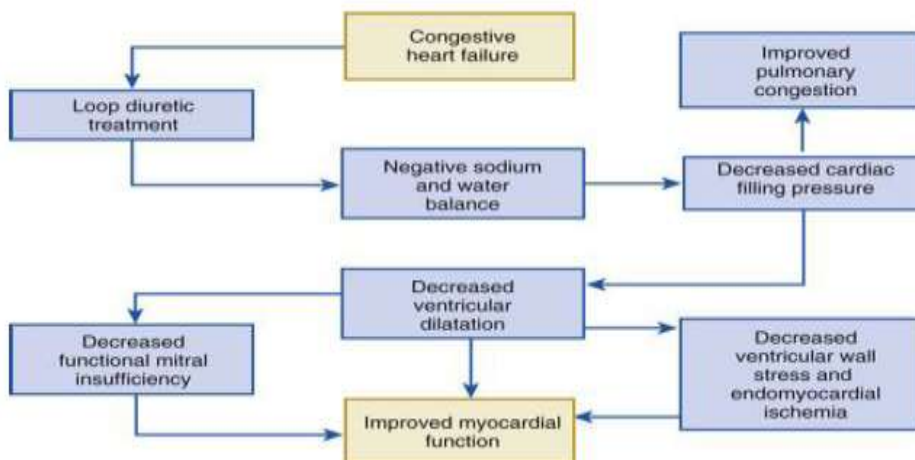 Congestive
heart failure
Improved
pulmonary
congestion
Loop diuretic
treatment
Negative sodium
and water
balance
Decreased cardiac
filling pressure
Decreased
ventricular
dilatation
Decreased
functional mitral
insufficiency
Decreased
ventricular wall
stress and
endomyocardial
ischemia
Improved myocardial
function